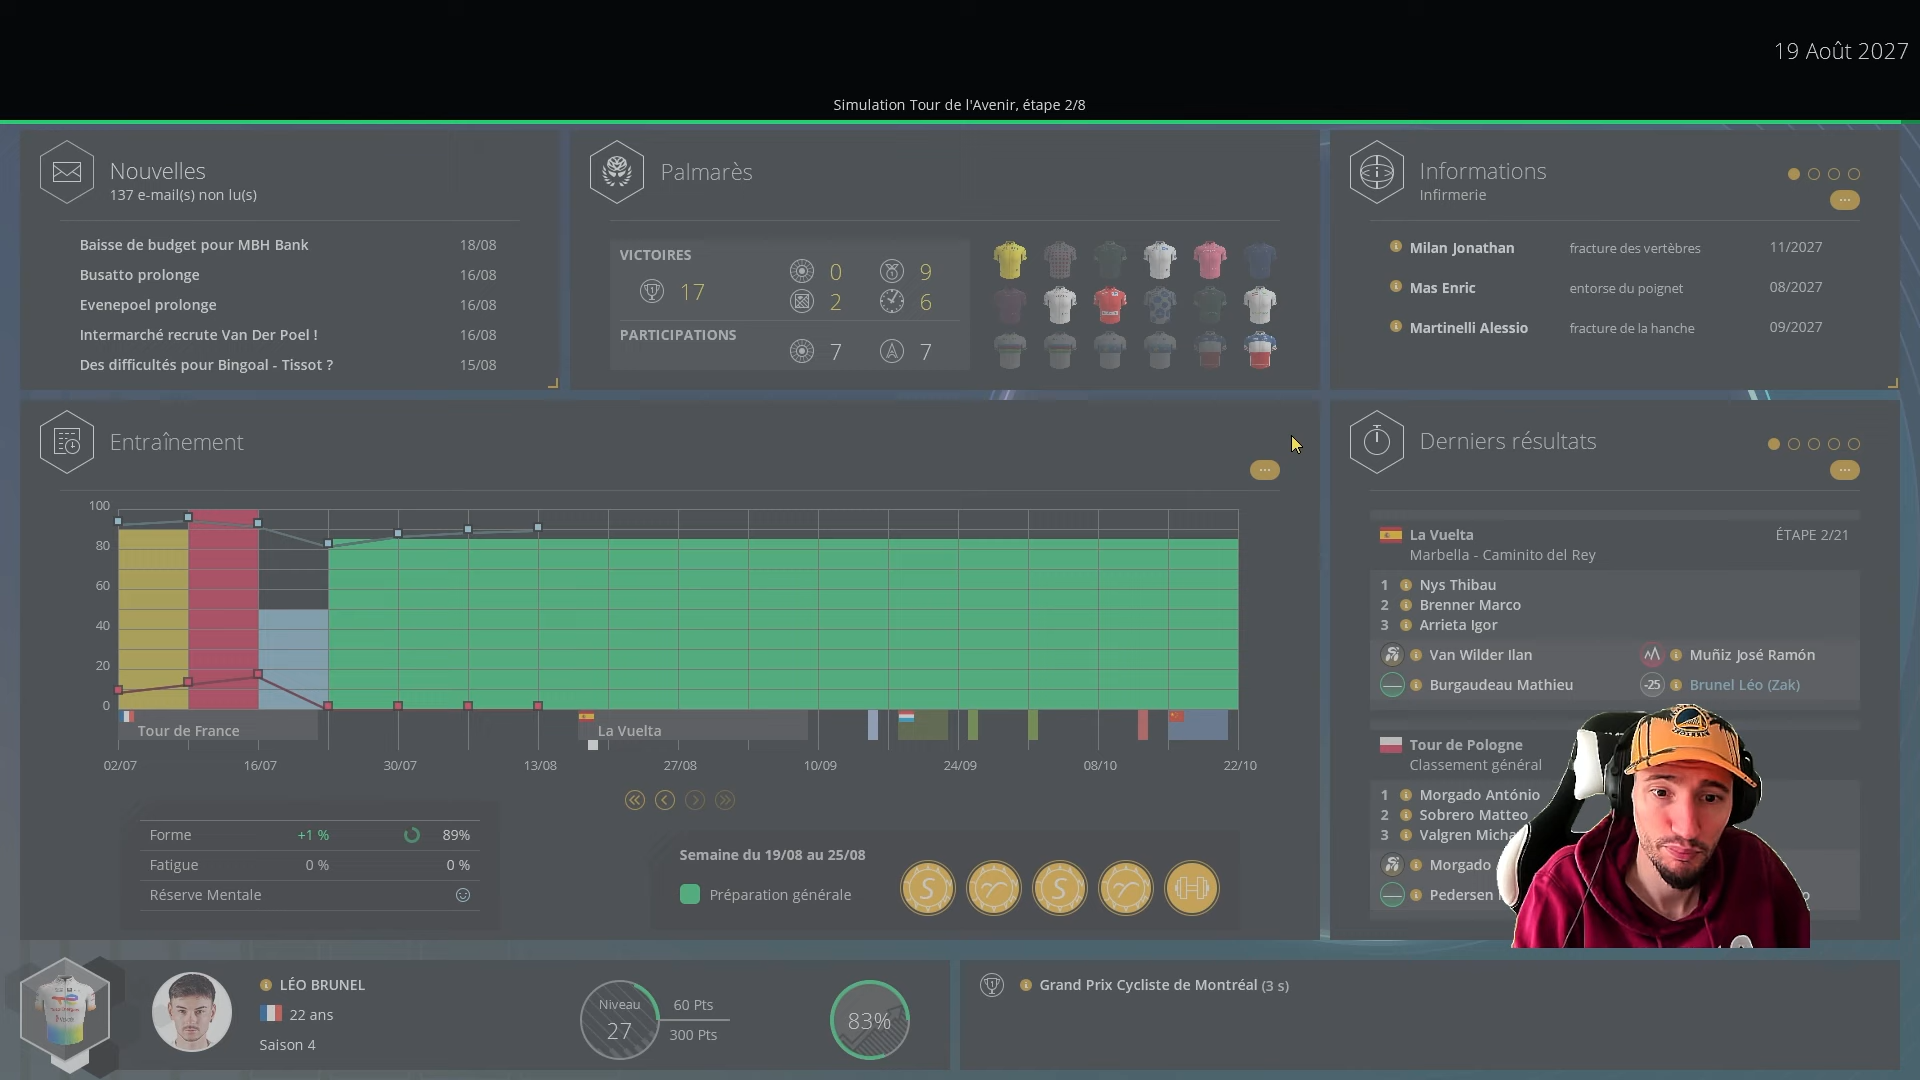 19 Août 2027
Simulation Tour de l'Avenir, étape 2/8
Nouvelles
137 e-mail(s) non lu(s)
Baisse de budget pour MBH Bank 18/08
Busatto prolonge 16/08
Evenepoel prolonge 16/08
Intermarché recrute Van Der Poel ! 16/08
Des difficultés pour Bingoal - Tissot ? 15/08
Palmarès
VICTOIRES
17
0 9
2 6
PARTICIPATIONS
7 7
Informations
Infirmerie
...
Milan Jonathan fracture des vertèbres 11/2027
Mas Enric entorse du poignet 08/2027
Martinelli Alessio fracture de la hanche 09/2027
Entraînement
...
100
80
60
40
20
0
Tour de France La Vuelta
02/07 16/07 30/07 13/08 27/08 10/09 24/09 08/10 22/10
Forme +1 % 89%
Fatigue 0 % 0 %
Réserve Mentale
Semaine du 19/08 au 25/08
Préparation générale
S S
Derniers résultats
...
La Vuelta ÉTAPE 2/21
Marbella - Caminito del Rey
1 Nys Thibau
2 Brenner Marco
3 Arrieta Igor
Van Wilder Ilan Muñiz José Ramón
Burgaudeau Mathieu -25 Brunel Léo (Zak)
Tour de Pologne
Classement général
1 Morgado António
2 Sobrero Matteo
3 Valgren Micha
Morgado
Pedersen
LÉO BRUNEL
22 ans
Saison 4
Niveau
27
60 Pts
300 Pts
83%
Grand Prix Cycliste de Montréal (3 s)